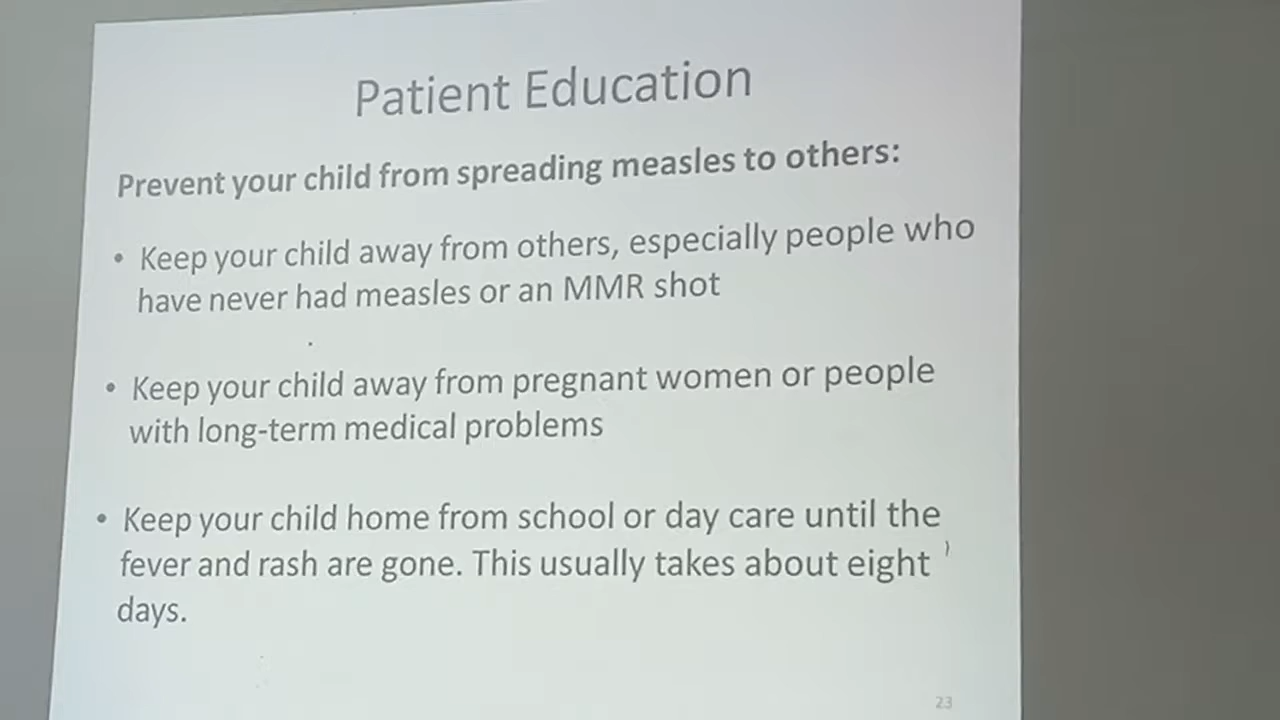 Patient Education
Prevent your child from spreading measles to others:
• Keep your child away from others, especially people who
have never had measles or an MMR shot
• Keep your child away from pregnant women or people
with long-term medical problems
• Keep your child home from school or day care until the
fever and rash are gone. This usually takes about eight
days.
23